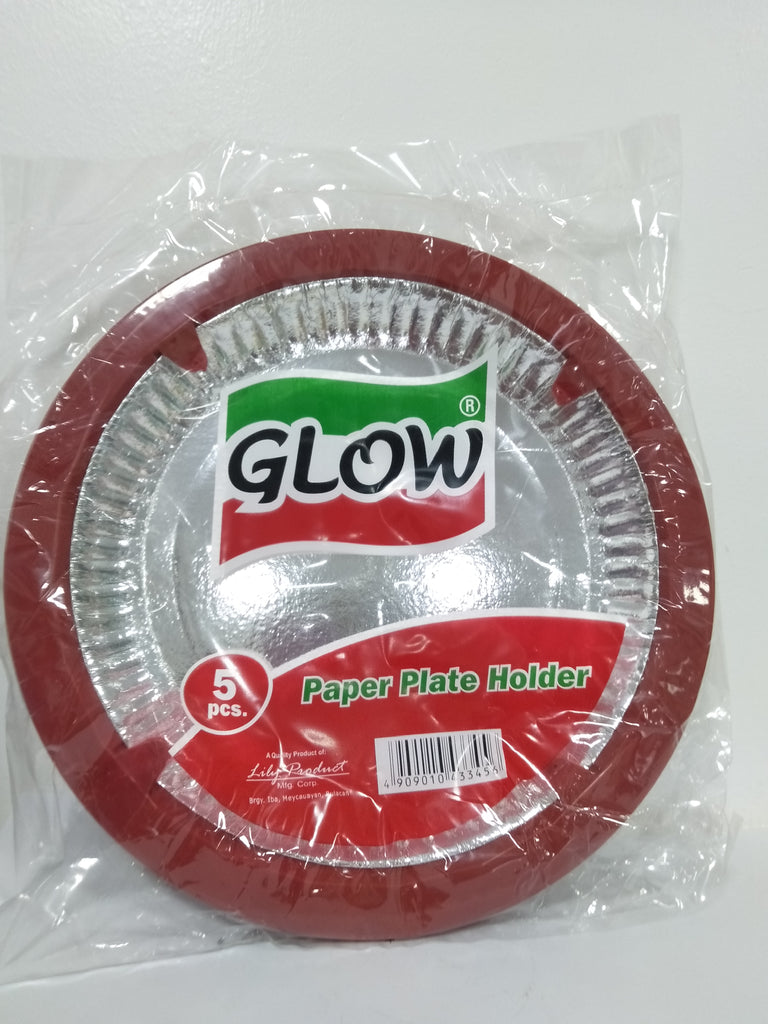 GLOW®
5
pcs.
Paper Plate Holder
A Quality Product of:
Lily Product
Mfg. Corp.
Brgy. Iba, Meycauayan, Bulacan